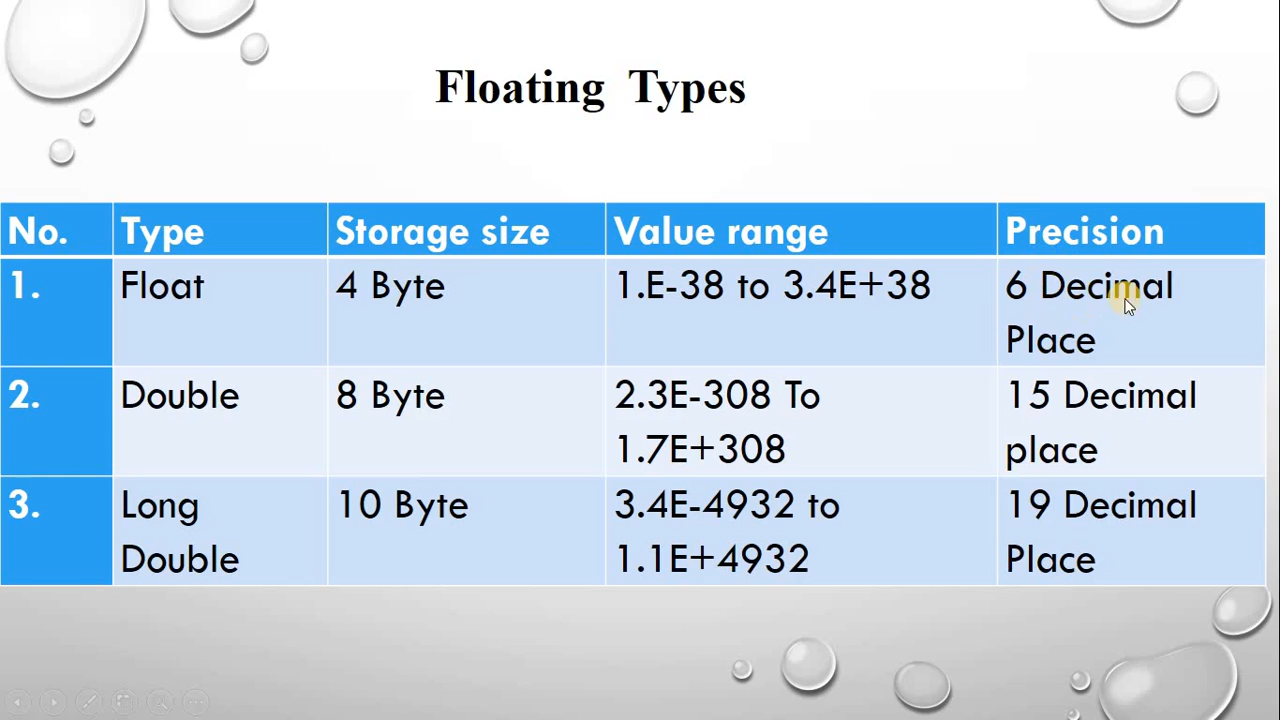 Floating Types
No. Type Storage size Value range Precision
1. Float 4 Byte 1.E-38 to 3.4E+38 6 Decimal
Place
2. Double 8 Byte 2.3E-308 To 15 Decimal
1.7E+308 place
3. Long 10 Byte 3.4E-4932 to 19 Decimal
Double 1.1E+4932 Place